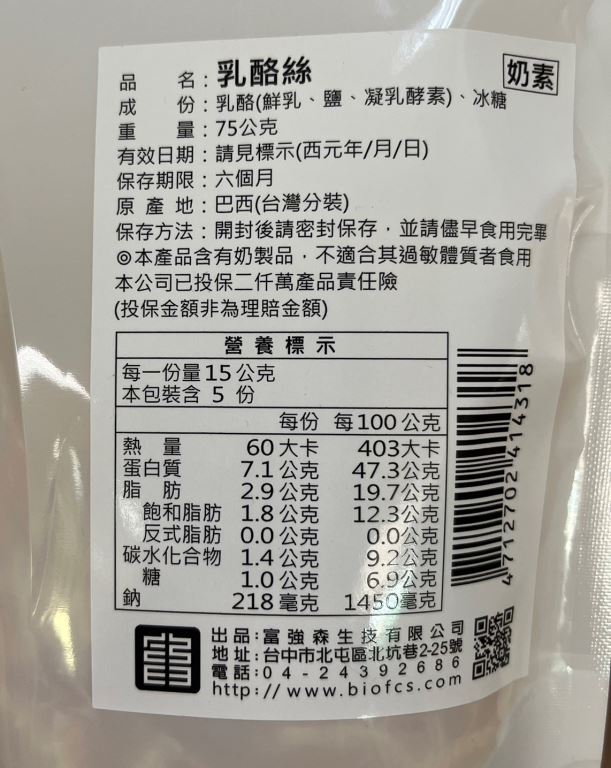 奶素
品 名：乳酪絲
成 份：乳酪(鮮乳、鹽、凝乳酵素)、冰糖
重 量：75公克
有效日期：請見標示(西元年/月/日)
保存期限：六個月
原 產 地：巴西(台灣分裝)
保存方法：開封後請密封保存，並請儘早食用完畢
◎本產品含有奶製品，不適合其過敏體質者食用
本公司已投保二仟萬產品責任險
(投保金額非為理賠金額)
營養標示
每一份量15公克
本包裝含 5 份
每份 每100公克
熱 量 60大卡 403大卡
蛋白質 7.1公克 47.3公克
脂 肪 2.9公克 19.7公克
飽和脂肪 1.8公克 12.3公克
反式脂肪 0.0公克 0.0公克
碳水化合物 1.4公克 9.2公克
糖 1.0公克 6.9公克
鈉 218毫克 1450毫克
4712702414318
出品：富強森生技有限公司
地址：台中市北屯區北坑巷2-25號
電話：04-24392686
http://www.biofcs.com